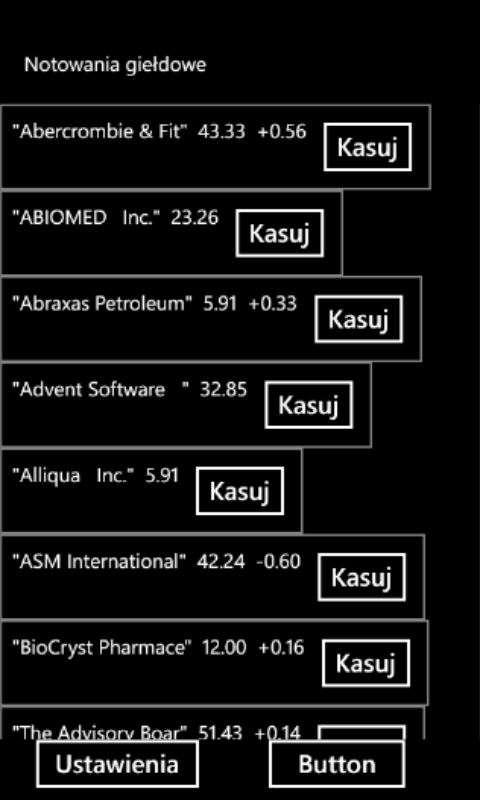 Notowania giełdowe
"Abercrombie & Fit" 43.33 +0.56 Kasuj
"ABIOMED Inc." 23.26 Kasuj
"Abraxas Petroleum" 5.91 +0.33 Kasuj
"Advent Software " 32.85 Kasuj
"Alliqua Inc." 5.91 Kasuj
"ASM International" 42.24 -0.60 Kasuj
"BioCryst Pharmace" 12.00 +0.16 Kasuj
"The Advisory Boar" 51.43 +0.14
Ustawienia Button